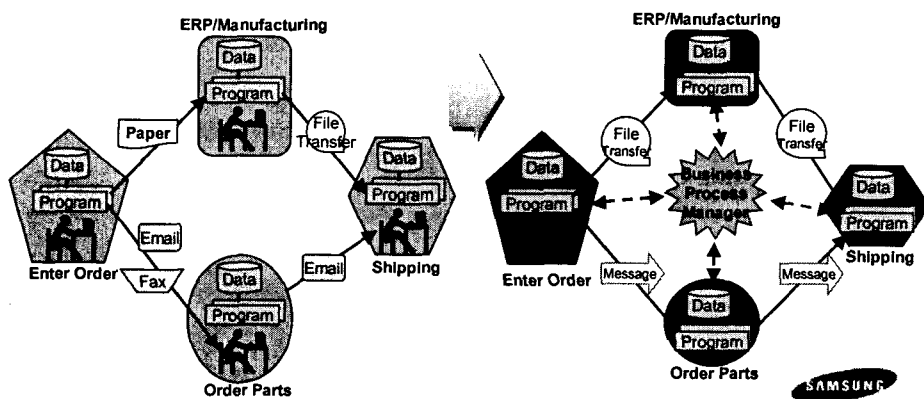 ERP/Manufacturing
Data
Program
Paper
File
Transfer
Data
Program
Data
Program
Email
Fax
Enter Order
Email
Shipping
Data
Program
Order Parts
ERP/Manufacturing
Data
Program
File
Transfer
File
Transfer
Data
Program
Business
Process
Manager
Data
Program
Enter Order
Message
Message
Shipping
Data
Program
Order Parts
SAMSUNG